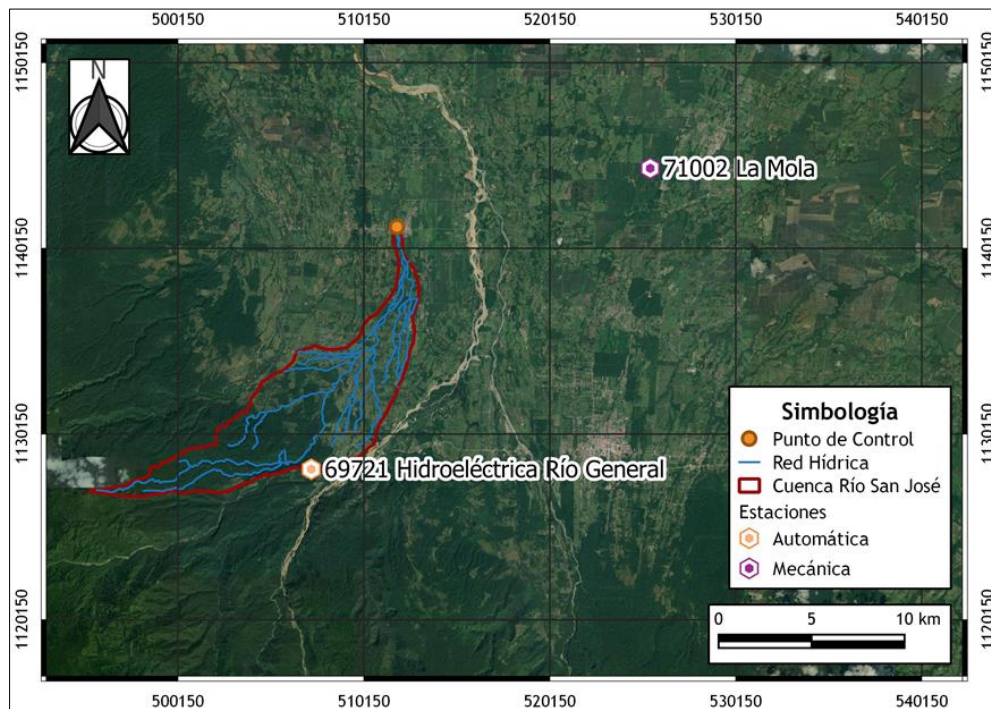 500150 510150 520150 530150 540150
1150150 1150150
N
71002 La Mola
1140150 1140150
1130150 1130150
69721 Hidroeléctrica Río General
Simbología
Punto de Control
Red Hídrica
Cuenca Río San José
Estaciones
Automática
Mecánica
0 5 10 km
1120150 1120150
500150 510150 520150 530150 540150